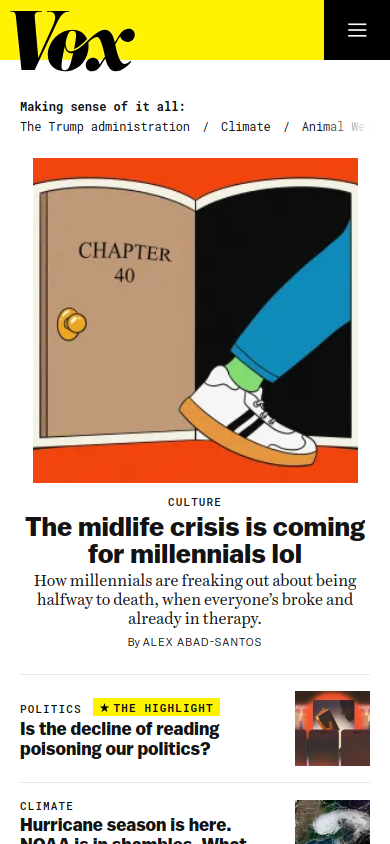 Vox
Making sense of it all:
The Trump administration / Climate / Animal We
CHAPTER
40
CULTURE
The midlife crisis is coming
for millennials lol
How millennials are freaking out about being
halfway to death, when everyone’s broke and
already in therapy.
By ALEX ABAD-SANTOS
POLITICS ★ THE HIGHLIGHT
Is the decline of reading
poisoning our politics?
CLIMATE
Hurricane season is here.
NOAA is in shambles. What